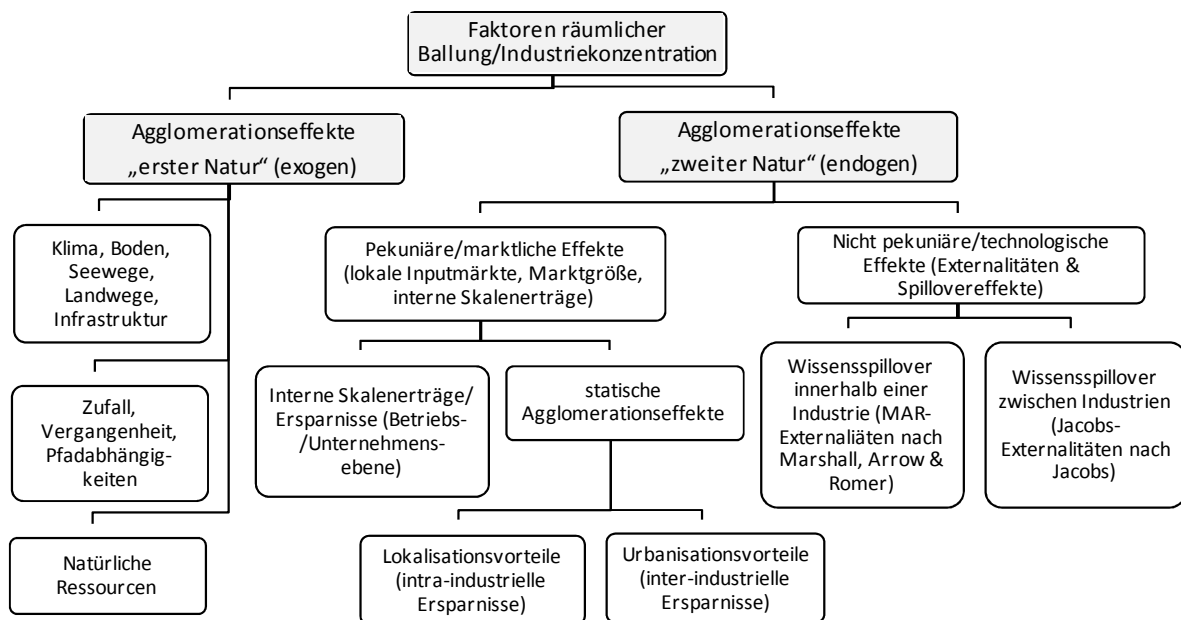 Faktoren räumlicher
Ballung/Industriekonzentration
Agglomerationseffekte
„erster Natur“ (exogen)
Agglomerationseffekte
„zweiter Natur“ (endogen)
Klima, Boden,
Seewege,
Landwege,
Infrastruktur
Pekuniäre/marktliche Effekte
(lokale Inputmärkte, Marktgröße,
interne Skalenerträge)
Nicht pekuniäre/technologische
Effekte (Externalitäten &
Spillovereffekte)
Zufall,
Vergangenheit,
Pfadabhängig-
keiten
Interne Skalenerträge/
Ersparnisse (Betriebs-
/Unternehmens-
ebene)
statische
Agglomerationseffekte
Wissensspillover
innerhalb einer
Industrie (MAR-
Externaliäten nach
Marshall, Arrow &
Romer)
Wissensspillover
zwischen Industrien
(Jacobs-
Externalitäten nach
Jacobs)
Natürliche
Ressourcen
Lokalisationsvorteile
(intra-industrielle
Ersparnisse)
Urbanisationsvorteile
(inter-industrielle
Ersparnisse)